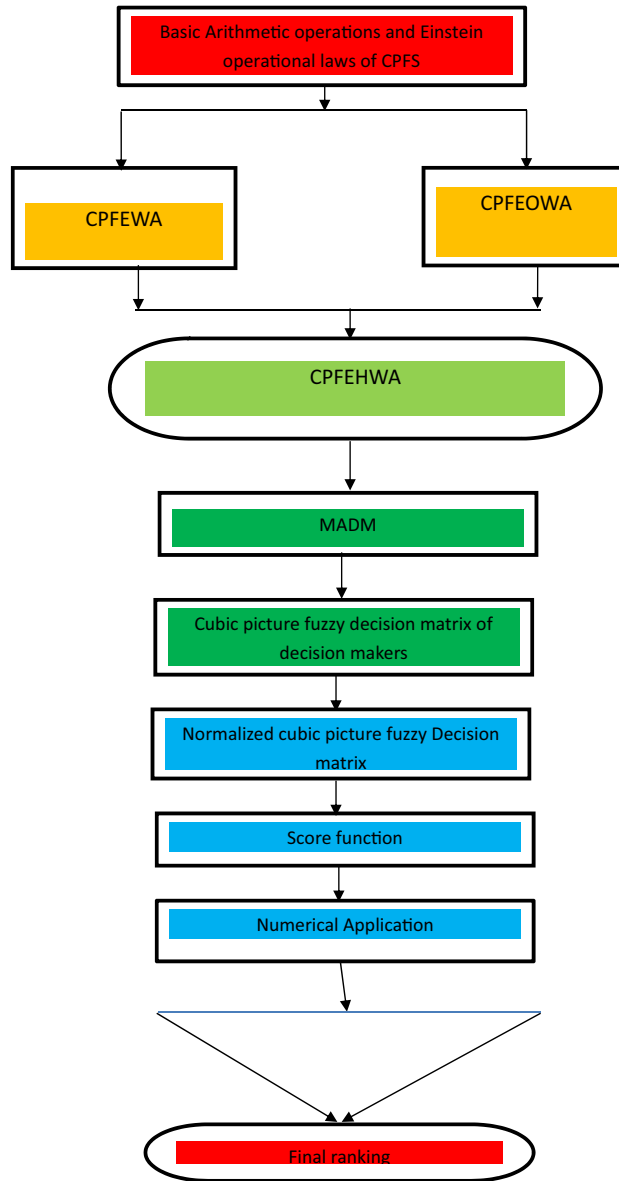 Basic Arithmetic operations and Einstein
operational laws of CPFS
CPFEWA
CPFEOWA
CPFEHWA
MADM
Cubic picture fuzzy decision matrix of
decision makers
Normalized cubic picture fuzzy Decision
matrix
Score function
Numerical Application
Final ranking